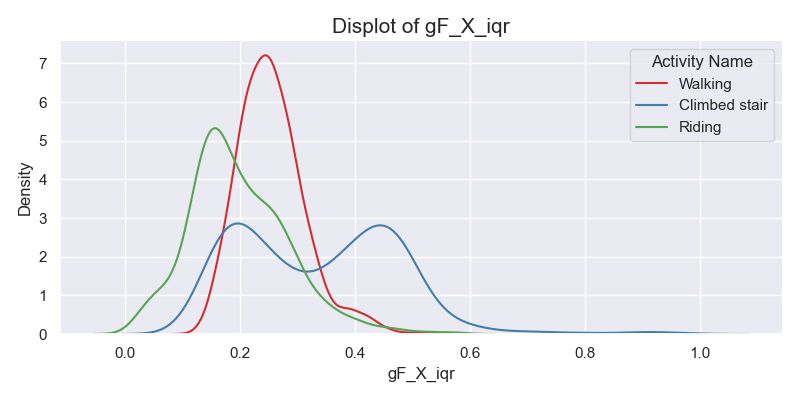 Displot of gF_X_iqr
Activity Name
Walking
Climbed stair
Riding
Density
7
6
5
4
3
2
1
0
0.0 0.2 0.4 0.6 0.8 1.0
gF_X_iqr